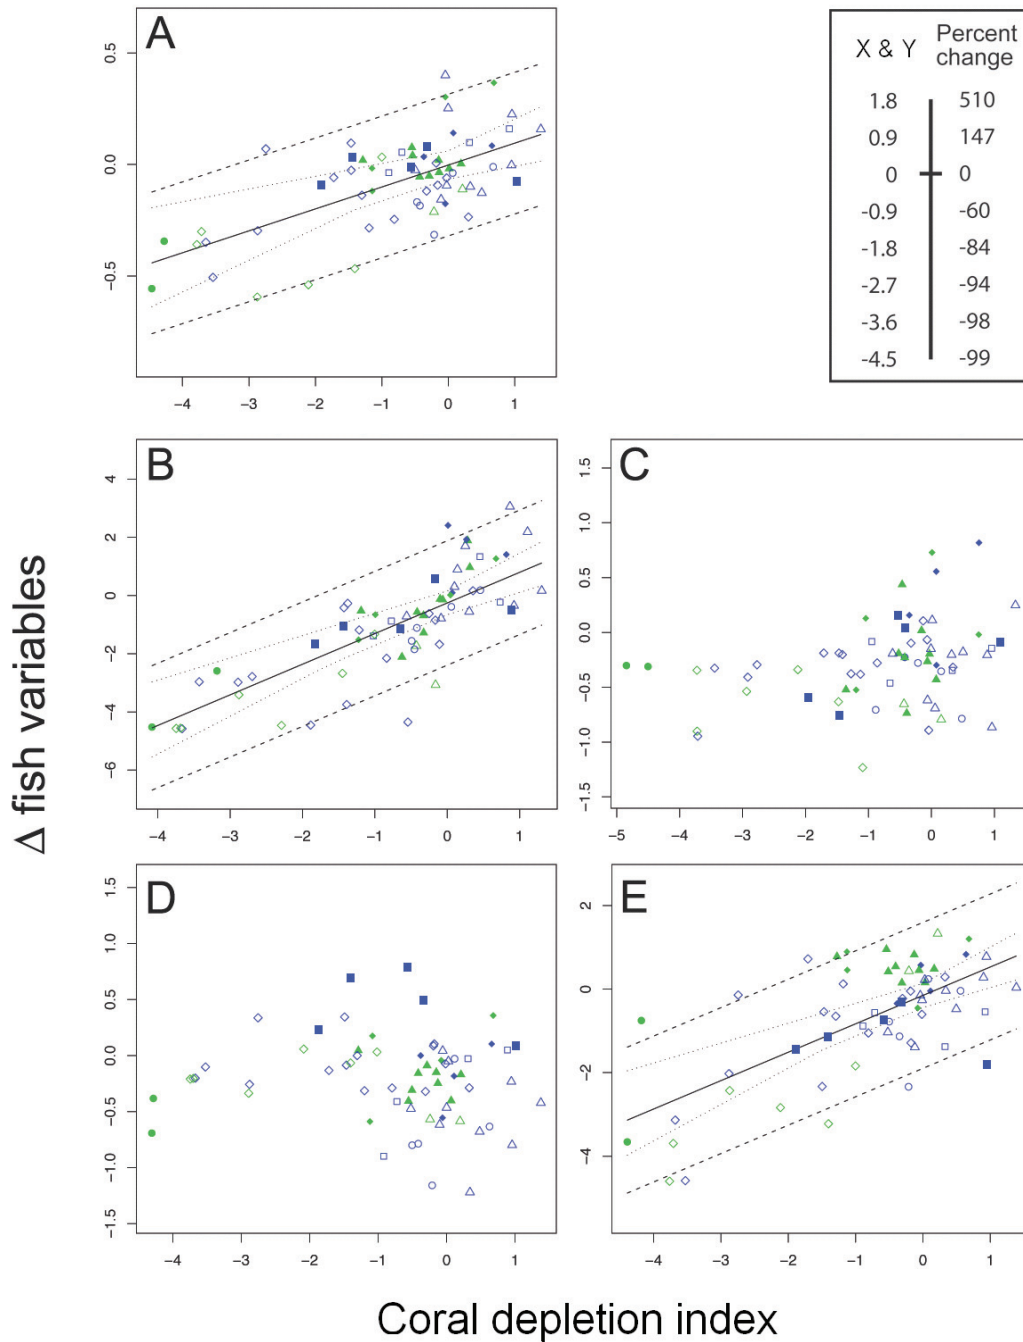 A
0.5
0.0
-0.5
-4 -3 -2 -1 0 1
X & Y Percent change
1.8 510
0.9 147
0 0
-0.9 -60
-1.8 -84
-2.7 -94
-3.6 -98
-4.5 -99
B
4
2
0
-2
-4
-6
-4 -3 -2 -1 0 1
C
1.5
1.0
0.5
0.0
-0.5
-1.0
-1.5
-5 -4 -3 -2 -1 0 1
Δ fish variables
D
1.5
1.0
0.5
0.0
-0.5
-1.0
-1.5
-4 -3 -2 -1 0 1
E
2
0
-2
-4
-4 -3 -2 -1 0 1
Coral depletion index